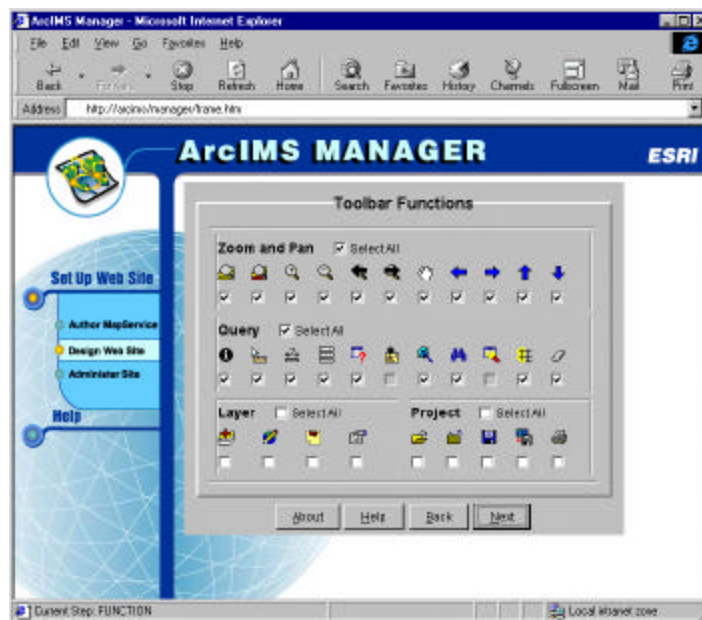 ArcIMS Manager - Microsoft Internet Explorer
File Edit View Go Favorites Help
Back Forward Stop Refresh Home Search Favorites History Channels Fullscreen Mail Print
Address http://arcims/manager/frame.htm
ArcIMS MANAGER
ESRI
Toolbar Functions
Zoom and Pan Select All
Set Up Web Site
Author MapService
Design Web Site
Administer Site
Help
Query Select All
Layer Select All
Project Select All
About Help Back Next
Current Step: FUNCTION
Local intranet zone